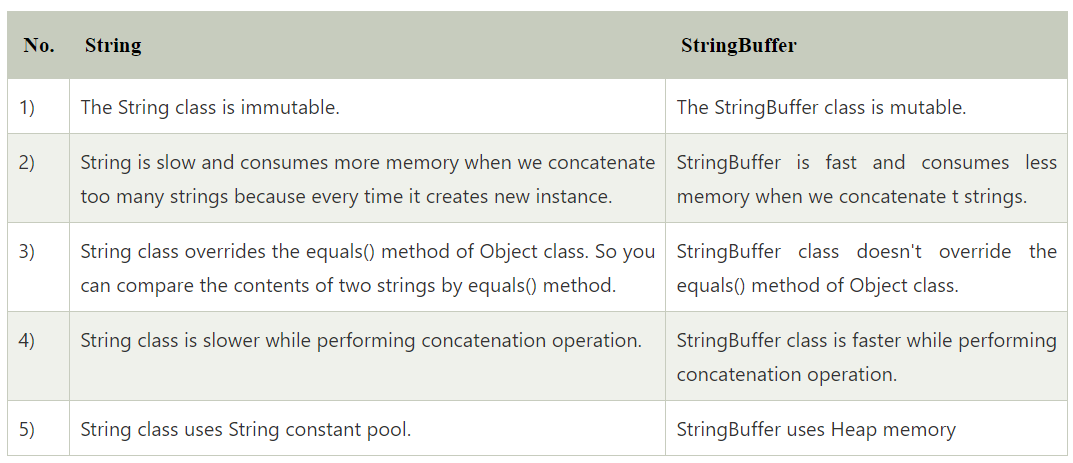 No. String StringBuffer
1) The String class is immutable. The StringBuffer class is mutable.
2) String is slow and consumes more memory when we concatenate StringBuffer is fast and consumes less
too many strings because every time it creates new instance. memory when we concatenate t strings.
3) String class overrides the equals() method of Object class. So you StringBuffer class doesn't override the
can compare the contents of two strings by equals() method. equals() method of Object class.
4) String class is slower while performing concatenation operation. StringBuffer class is faster while performing
concatenation operation.
5) String class uses String constant pool. StringBuffer uses Heap memory